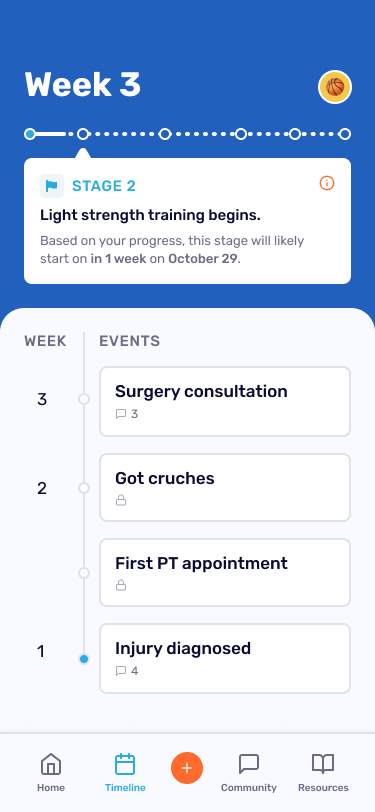 Week 3
STAGE 2
Light strength training begins.
Based on your progress, this stage will likely
start on in 1 week on October 29.
WEEK EVENTS
3 Surgery consultation
3
2 Got cruches
First PT appointment
1 Injury diagnosed
4
Home Timeline Community Resources